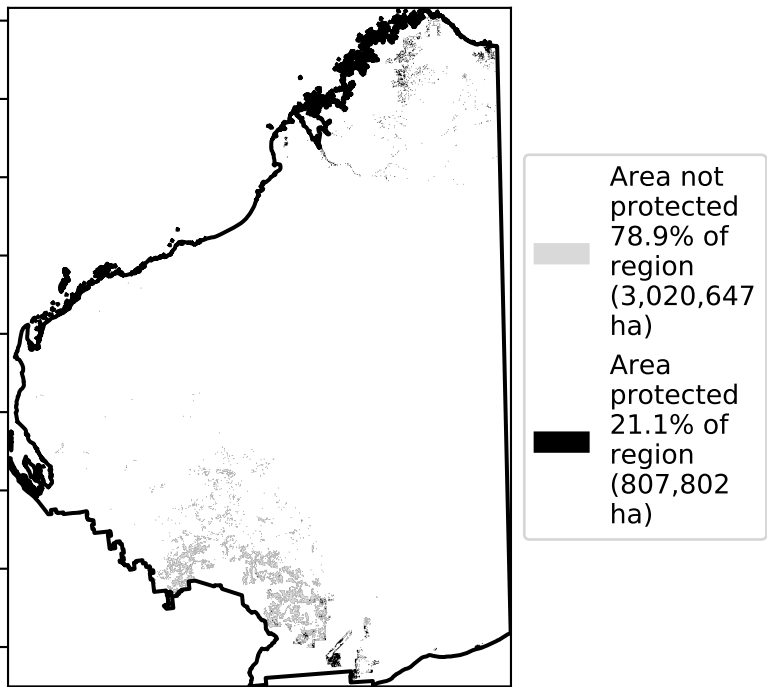 Area not
protected
78.9% of
region
(3,020,647
ha)
Area
protected
21.1% of
region
(807,802
ha)